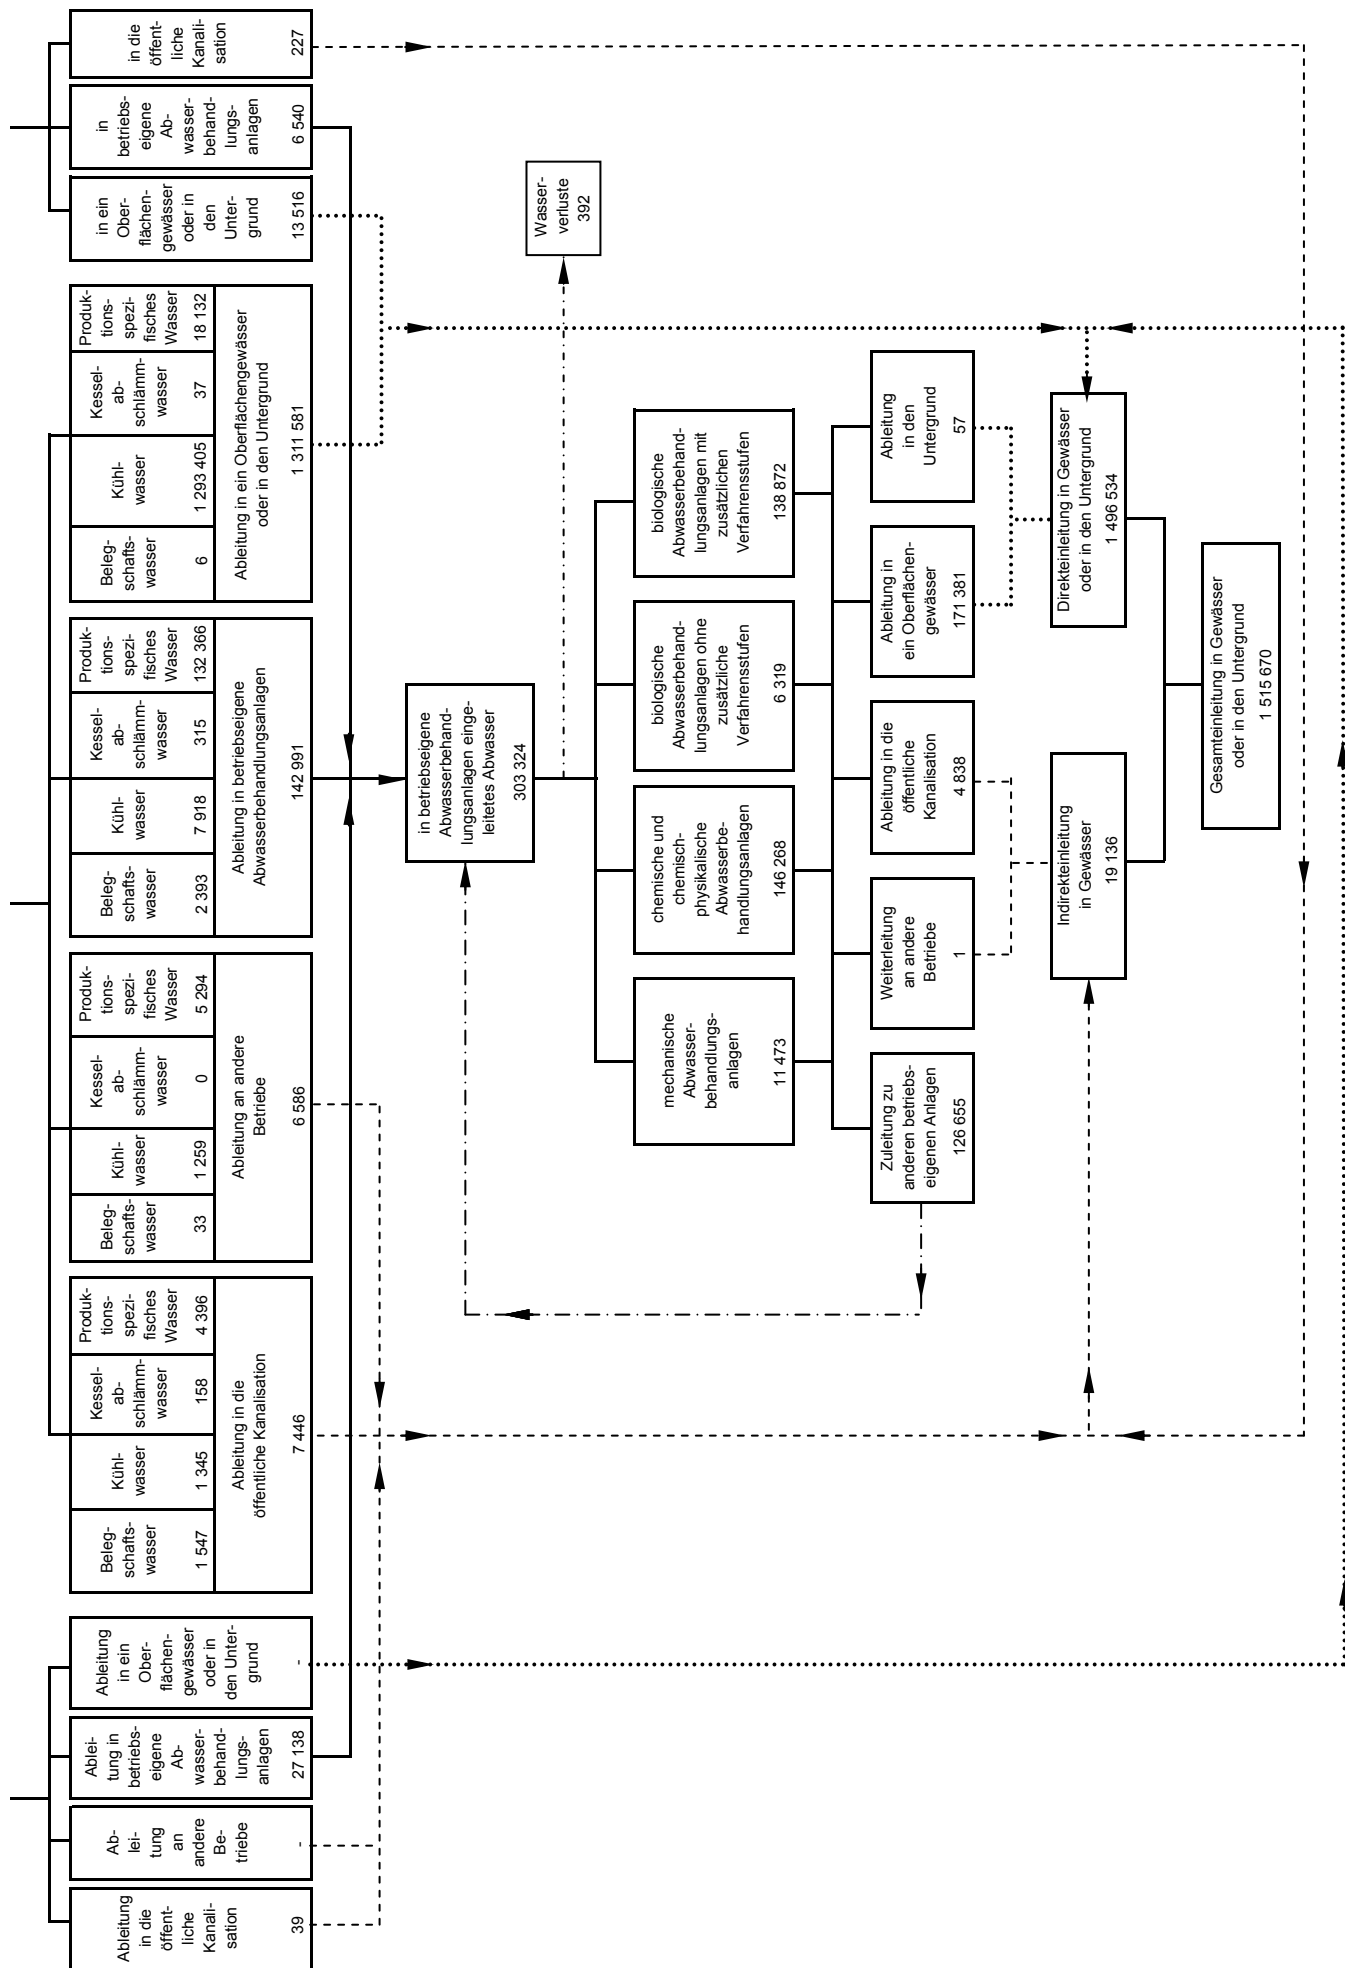 Ableitung
in die
öffent-
liche
Kanali-
sation
39
Ab-
lei-
tung
an
andere
Be-
triebe
-
Ablei-
tung in
betriebs-
eigene
Ab-
wasser-
behand-
lungs-
anlagen
27 138
Ableitung
in ein
Ober-
flächen-
gewässer
oder in
den Unter-
grund
-
Beleg-
schafts-
wasser
1 547
Kühl-
wasser
1 345
Kessel-
ab-
schlämm-
wasser
158
Produk-
tions-
spezi-
fisches
Wasser
4 396
Ableitung in die
öffentliche Kanalisation
7 446
Beleg-
schafts-
wasser
33
Kühl-
wasser
1 259
Kessel-
ab-
schlämm-
wasser
0
Produk-
tions-
spezi-
fisches
Wasser
5 294
Ableitung an andere
Betriebe
6 586
Beleg-
schafts-
wasser
2 393
Kühl-
wasser
7 918
Kessel-
ab-
schlämm-
wasser
315
Produk-
tions-
spezi-
fisches
Wasser
132 366
Ableitung in betriebseigene
Abwasserbehandlungsanlagen
142 991
Beleg-
schafts-
wasser
6
Kühl-
wasser
1 293 405
Kessel-
ab-
schlämm-
wasser
37
Produk-
tions-
spezi-
fisches
Wasser
18 132
Ableitung in ein Oberflächengewässer
oder in den Untergrund
1 311 581
in ein
Ober-
flächen-
gewässer
oder in
den
Unter-
grund
13 516
in
betriebs-
eigene
Ab-
wasser-
behand-
lungs-
anlagen
6 540
in die
öffent-
liche
Kanali-
sation
227
in betriebseigene
Abwasserbehand-
lungsanlagen einge-
leitetes Abwasser
303 324
Wasser-
verluste
392
mechanische
Abwasser-
behandlungs-
anlagen
11 473
chemische und
chemisch-
physikalische
Abwasserbe-
handlungsanlagen
146 268
biologische
Abwasserbehand-
lungsanlagen ohne
zusätzliche
Verfahrensstufen
6 319
biologische
Abwasserbehand-
lungsanlagen mit
zusätzlichen
Verfahrensstufen
138 872
Zuleitung zu
anderen betriebs-
eigenen Anlagen
126 655
Weiterleitung
an andere
Betriebe
1
Ableitung in die
öffentliche
Kanalisation
4 838
Ableitung in
ein Oberflächen-
gewässer
171 381
Ableitung
in den
Untergrund
57
Indirekteinleitung
in Gewässer
19 136
Direkteinleitung in Gewässer
oder in den Untergrund
1 496 534
Gesamteinleitung in Gewässer
oder in den Untergrund
1 515 670